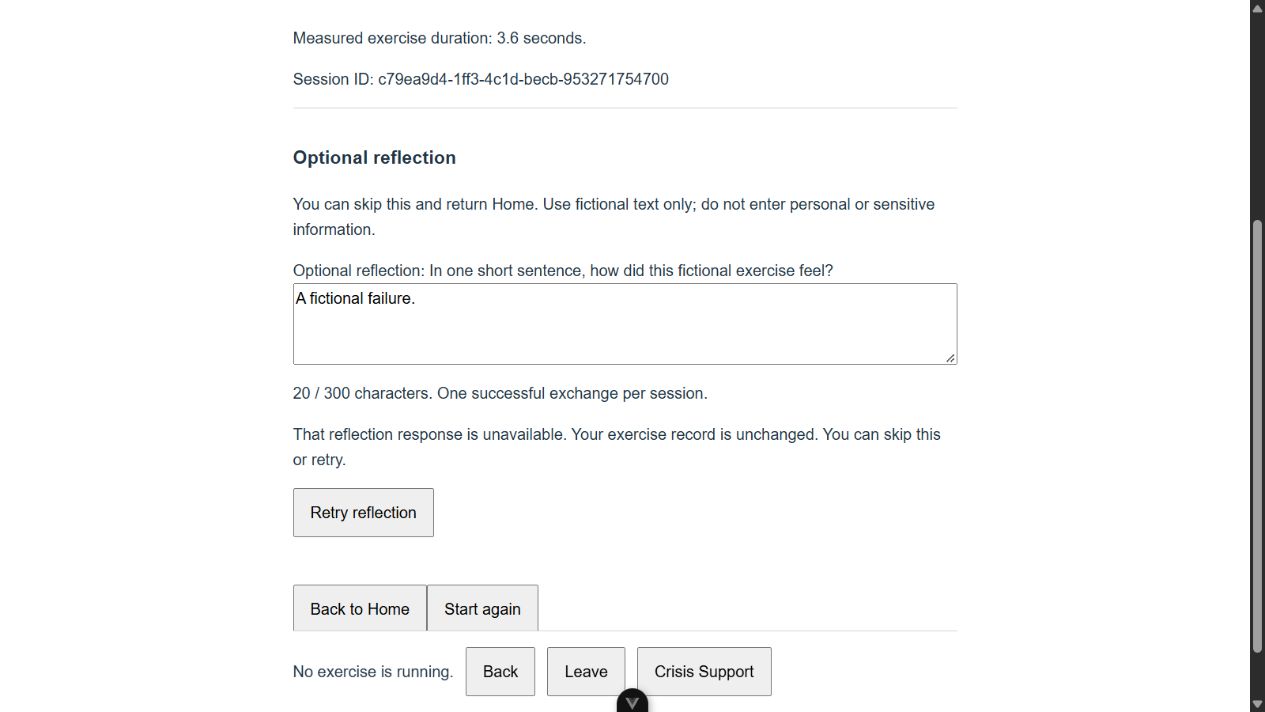 Measured exercise duration: 3.6 seconds.
Session ID: c79ea9d4-1ff3-4c1d-becb-953271754700
Optional reflection
You can skip this and return Home. Use fictional text only; do not enter personal or sensitive
information.
Optional reflection: In one short sentence, how did this fictional exercise feel?
A fictional failure.
20 / 300 characters. One successful exchange per session.
That reflection response is unavailable. Your exercise record is unchanged. You can skip this
or retry.
Retry reflection
Back to Home Start again
No exercise is running. Back Leave Crisis Support